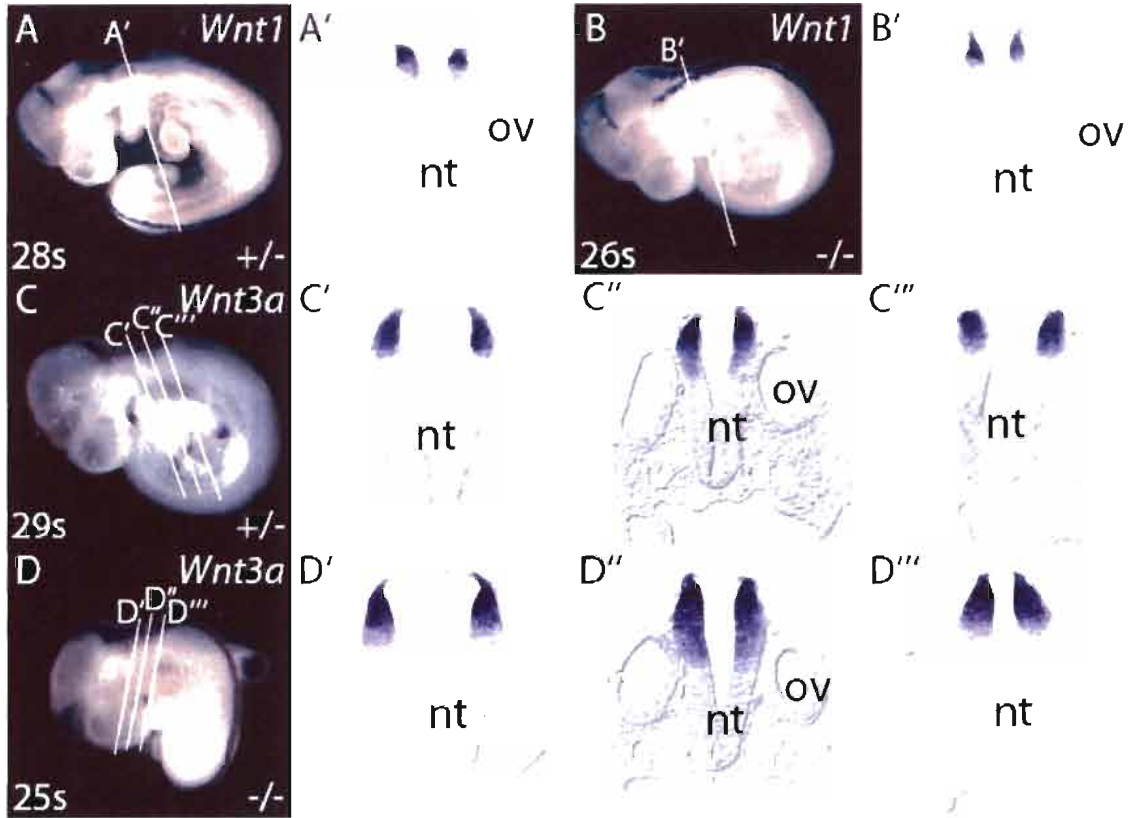 A A' Wnt1 A' B Wnt1 B'
B'
ov ov
nt nt
28s +/- 26s -/-
C Wnt3a C' C'' C'''
C' C'' C'''
ov
nt nt nt
29s +/-
D Wnt3a D' D'' D'''
D' D'' D'''
ov
nt nt nt
25s -/-